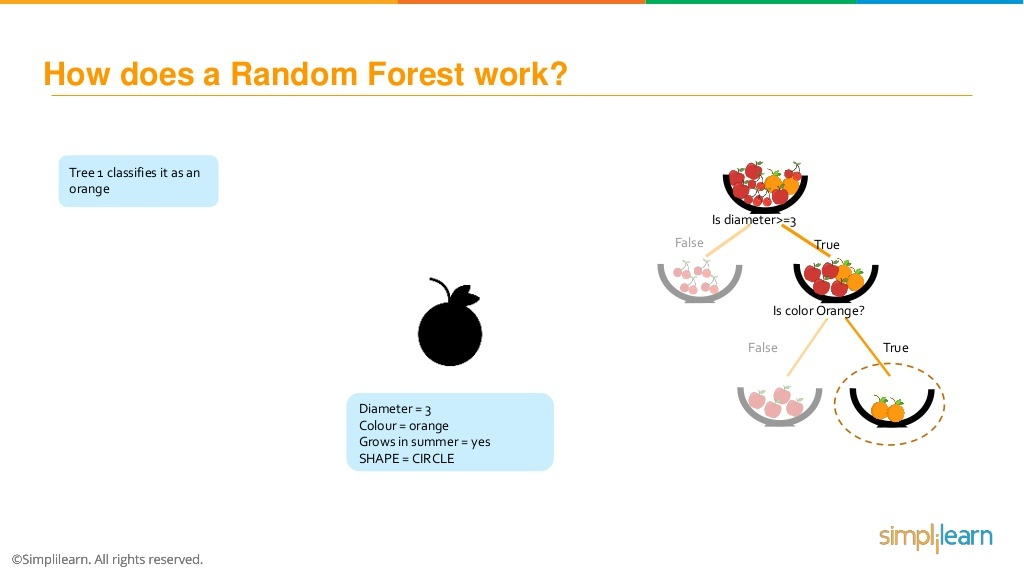 How does a Random Forest work?
Tree 1 classifies it as an
orange
Is diameter>=3
False
True
Is color Orange?
False
True
Diameter = 3
Colour = orange
Grows in summer = yes
SHAPE = CIRCLE
simplilearn
©Simplilearn. All rights reserved.